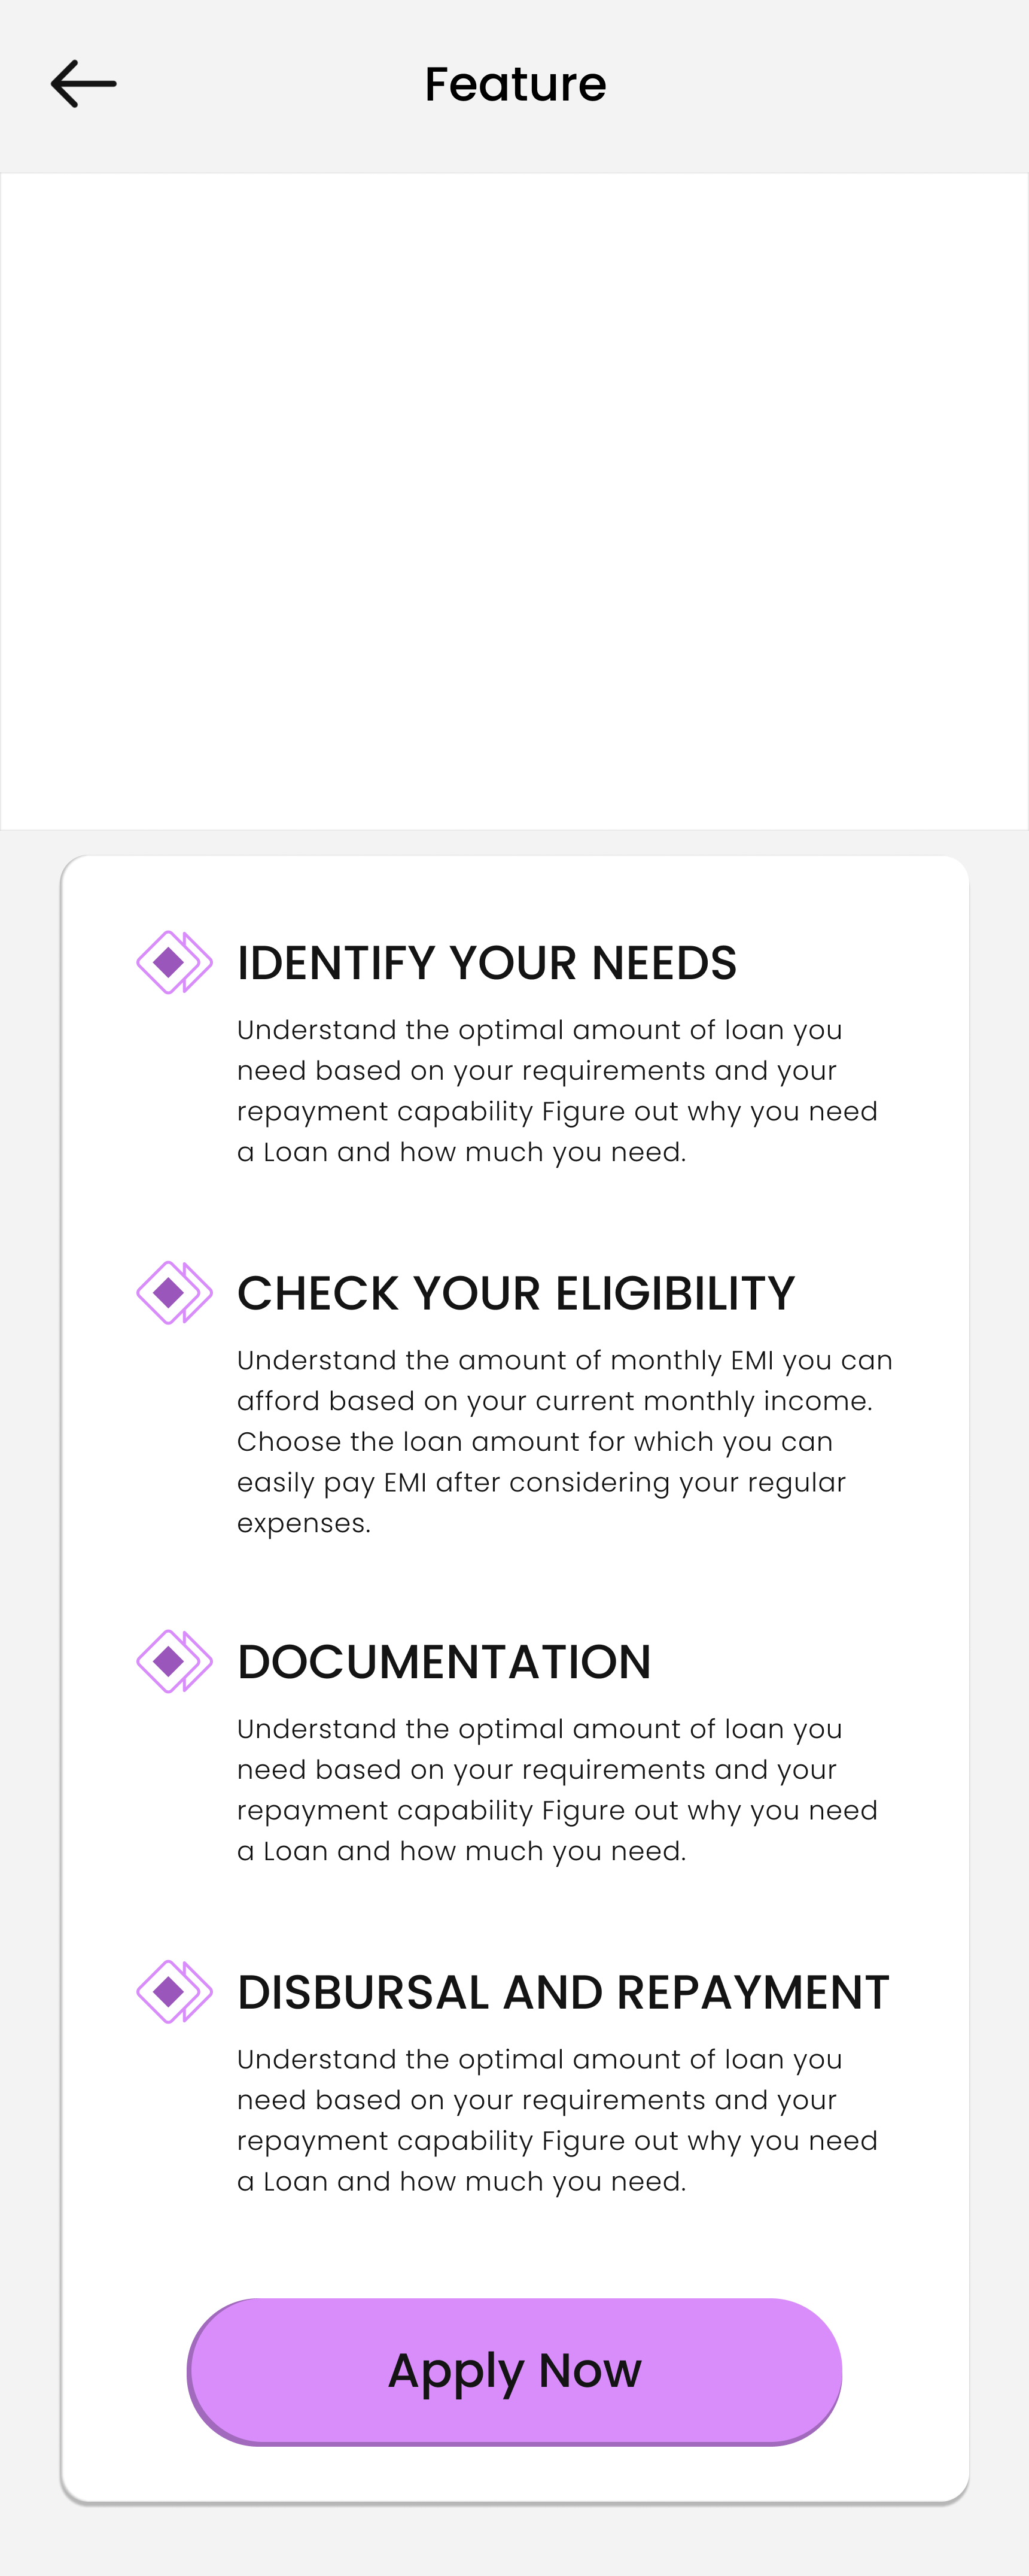 Feature
IDENTIFY YOUR NEEDS
Understand the optimal amount of loan you
need based on your requirements and your
repayment capability Figure out why you need
a Loan and how much you need.
CHECK YOUR ELIGIBILITY
Understand the amount of monthly EMI you can
afford based on your current monthly income.
Choose the loan amount for which you can
easily pay EMI after considering your regular
expenses.
DOCUMENTATION
Understand the optimal amount of loan you
need based on your requirements and your
repayment capability Figure out why you need
a Loan and how much you need.
DISBURSAL AND REPAYMENT
Understand the optimal amount of loan you
need based on your requirements and your
repayment capability Figure out why you need
a Loan and how much you need.
Apply Now